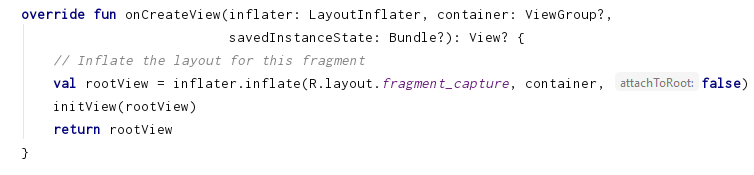 override fun onCreateView(inflater: LayoutInflater, container: ViewGroup?,
savedInstanceState: Bundle?): View? {
// Inflate the layout for this fragment
val rootView = inflater.inflate(R.layout.fragment_capture, container, attachToRoot: false)
initView(rootView)
return rootView
}